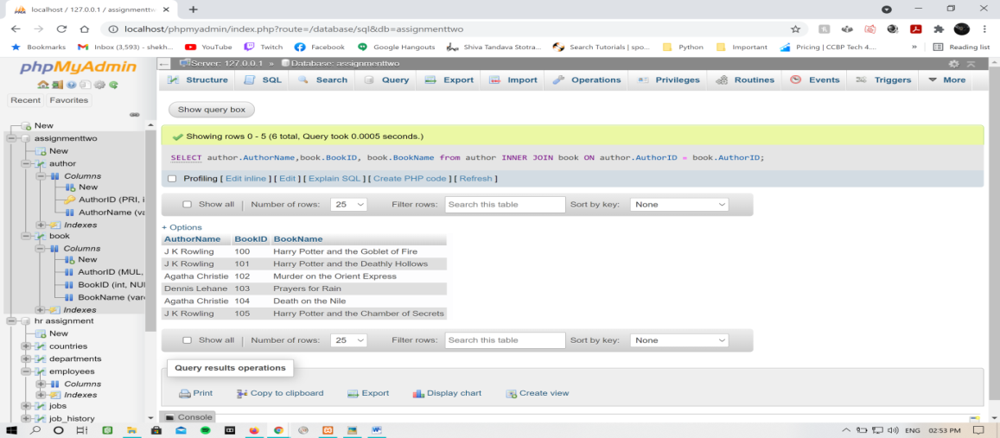 localhost / 127.0.0.1 / assignmenttw
localhost/phpmyadmin/index.php?route=/database/sql&db=assignmenttwo
Bookmarks M Inbox (3,593) - shekh... YouTube Twitch Facebook Google Hangouts Shiva Tandava Stotra... Search Tutorials | spo... Python Important Pricing | CCBP Tech 4.... » Reading list
phpMyAdmin
Recent Favorites
New
assignmenttwo
New
author
Columns
New
AuthorID (PRI, i
AuthorName (va
Indexes
book
Columns
New
AuthorID (MUL,
BookID (int, NUI
BookName (varc
Indexes
hr assignment
New
countries
departments
employees
Columns
Indexes
jobs
job_history
Server: 127.0.0.1 » Database: assignmenttwo
Structure SQL Search Query Export Import Operations Privileges Routines Events Triggers More
Show query box
Showing rows 0 - 5 (6 total, Query took 0.0005 seconds.)
SELECT author.AuthorName,book.BookID, book.BookName from author INNER JOIN book ON author.AuthorID = book.AuthorID;
Profiling [ Edit inline ] [ Edit ] [ Explain SQL ] [ Create PHP code ] [ Refresh ]
Show all | Number of rows: 25 Filter rows: Search this table Sort by key: None
+ Options
AuthorName BookID BookName
J K Rowling 100 Harry Potter and the Goblet of Fire
J K Rowling 101 Harry Potter and the Deathly Hollows
Agatha Christie 102 Murder on the Orient Express
Dennis Lehane 103 Prayers for Rain
Agatha Christie 104 Death on the Nile
J K Rowling 105 Harry Potter and the Chamber of Secrets
Show all | Number of rows: 25 Filter rows: Search this table Sort by key: None
Query results operations
Print Copy to clipboard Export Display chart Create view
Console
ENG 02:53 PM